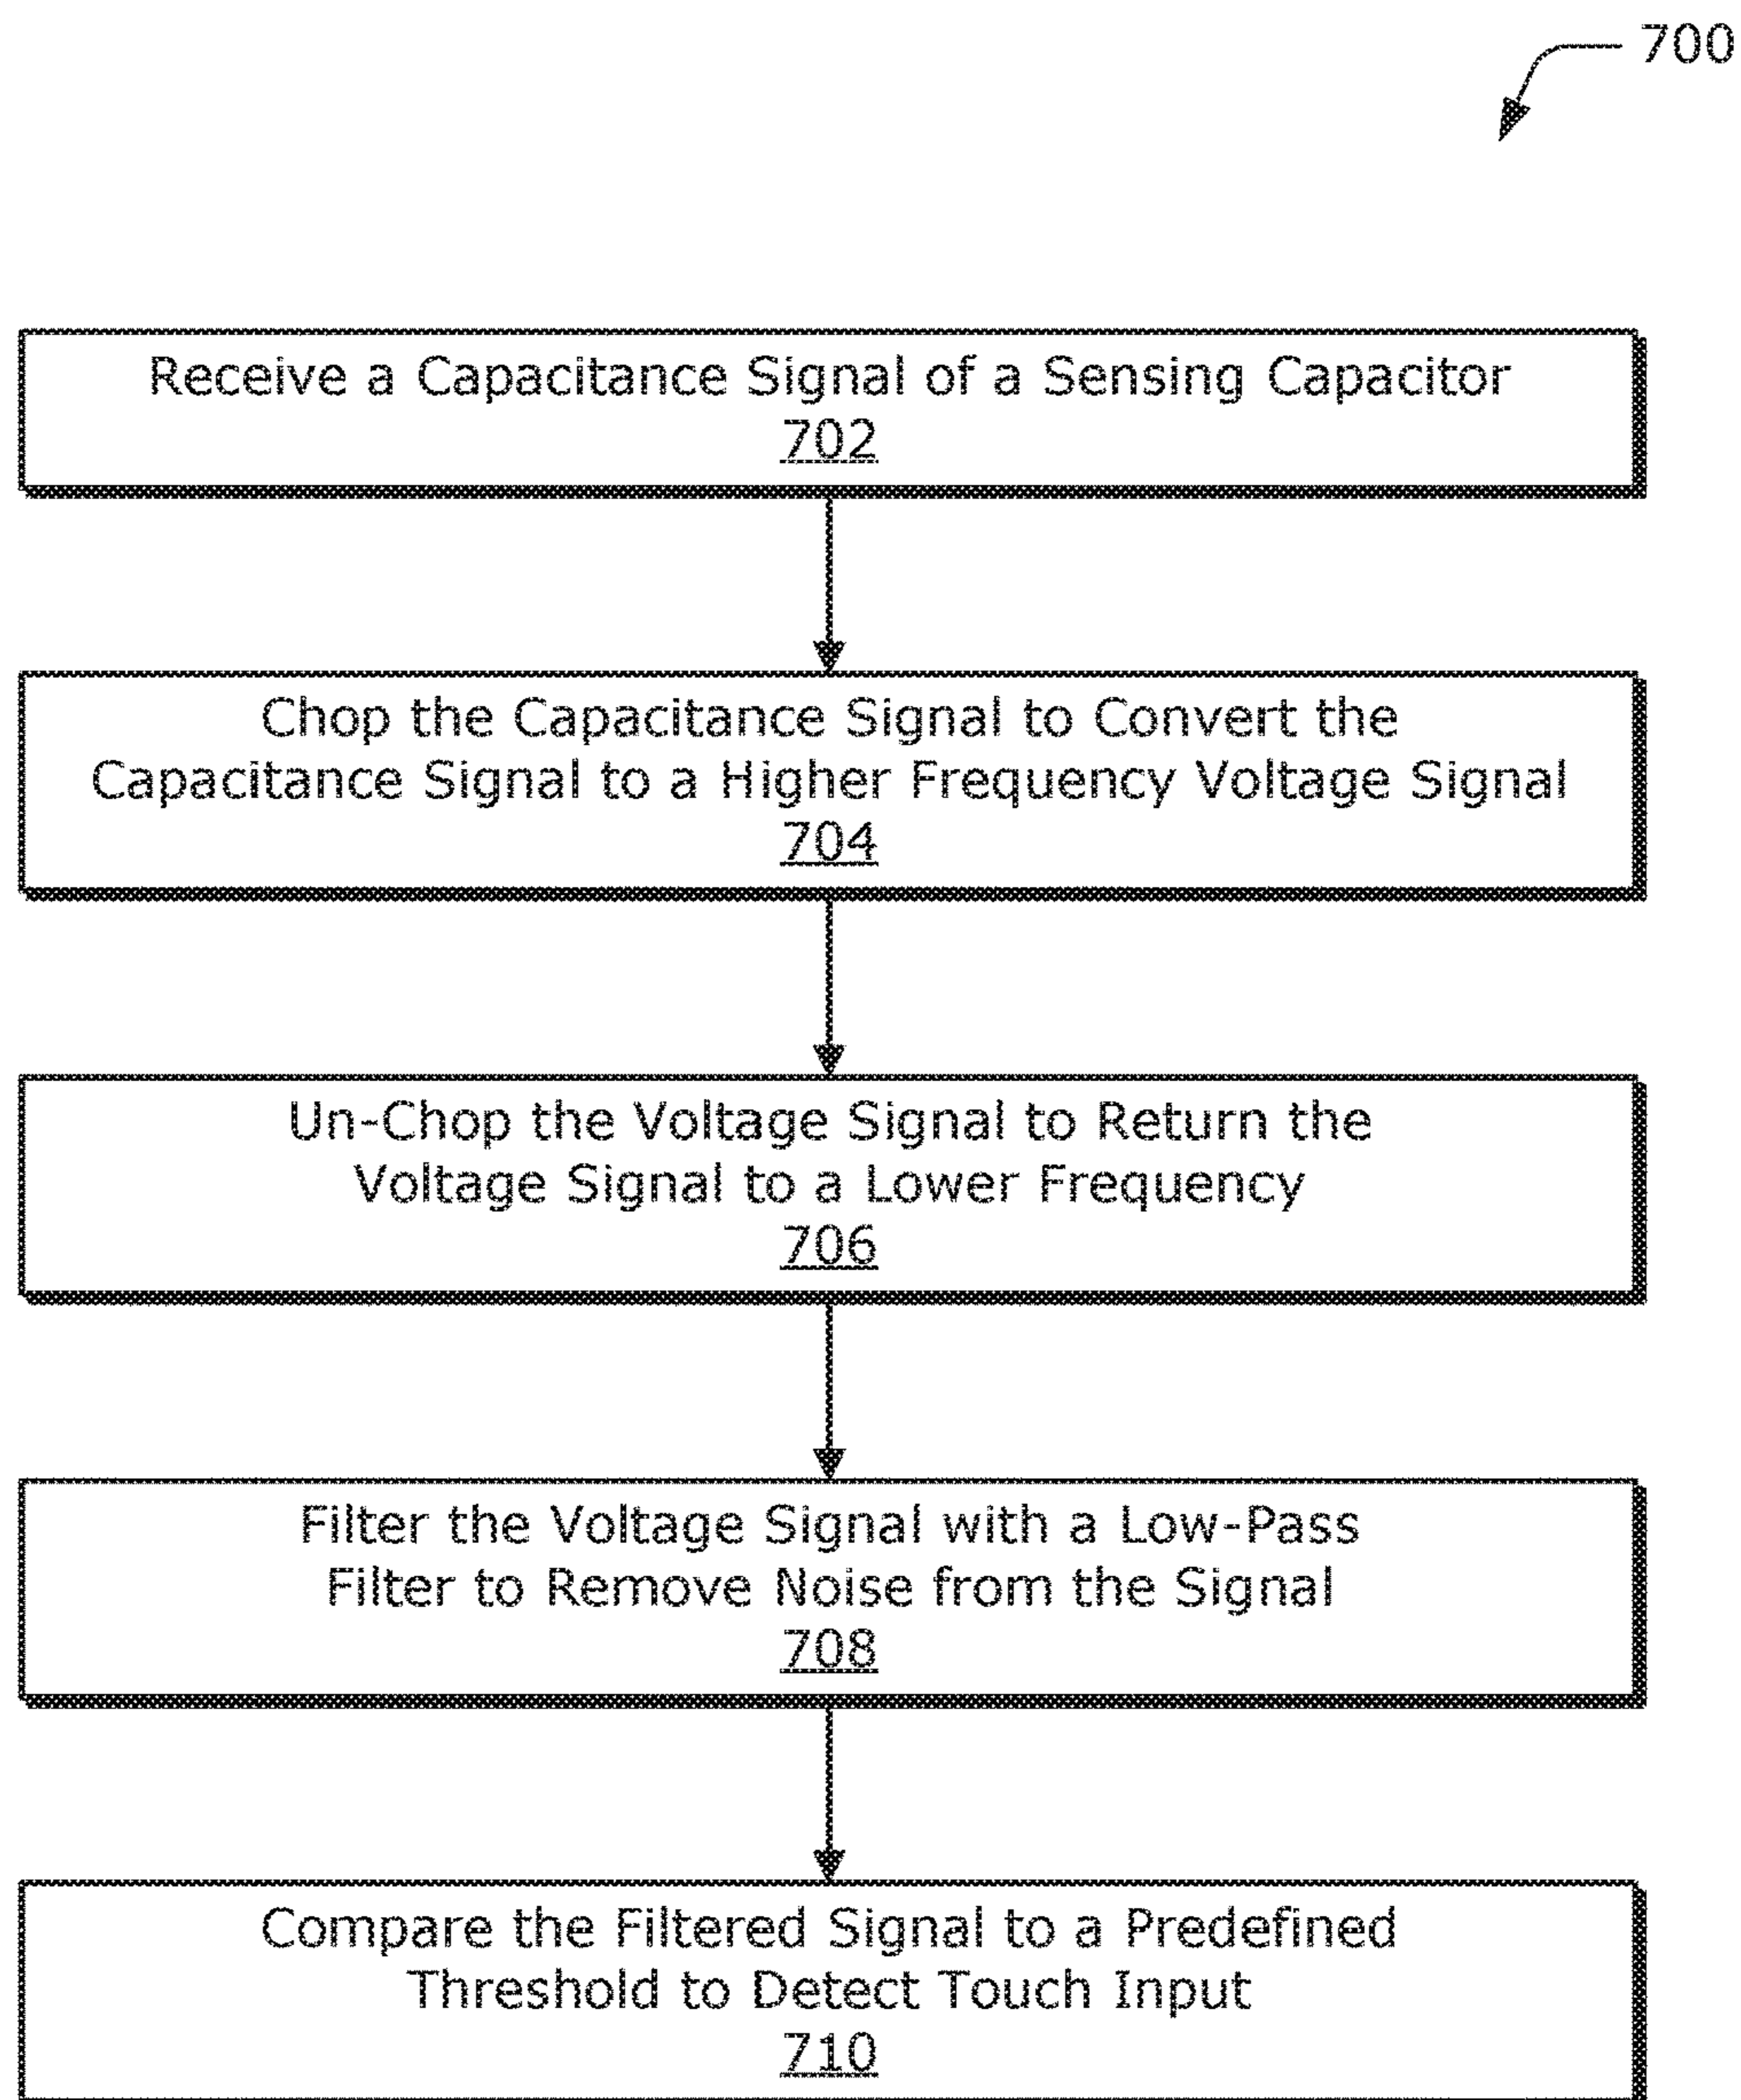 700
Receive a Capacitance Signal of a Sensing Capacitor
702
Chop the Capacitance Signal to Convert the
Capacitance Signal to a Higher Frequency Voltage Signal
704
Un-Chop the Voltage Signal to Return the
Voltage Signal to a Lower Frequency
706
Filter the Voltage Signal with a Low-Pass
Filter to Remove Noise from the Signal
708
Compare the Filtered Signal to a Predefined
Threshold to Detect Touch Input
710